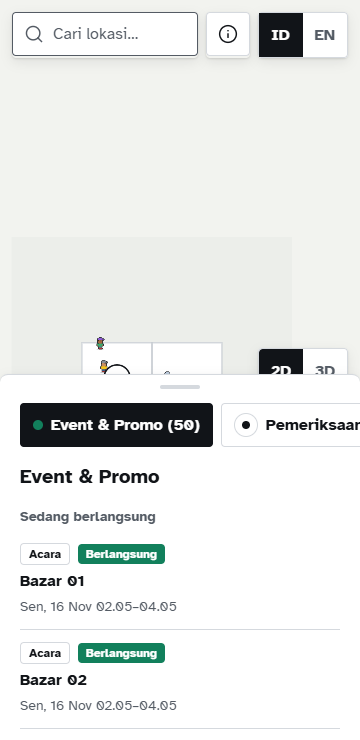 Cari lokasi...
ID EN
2D 3D
Event & Promo (50)
Event & Promo
Sedang berlangsung
Acara Berlangsung
Bazar 01
Sen, 16 Nov 02.05–04.05
Acara Berlangsung
Bazar 02
Sen, 16 Nov 02.05–04.05